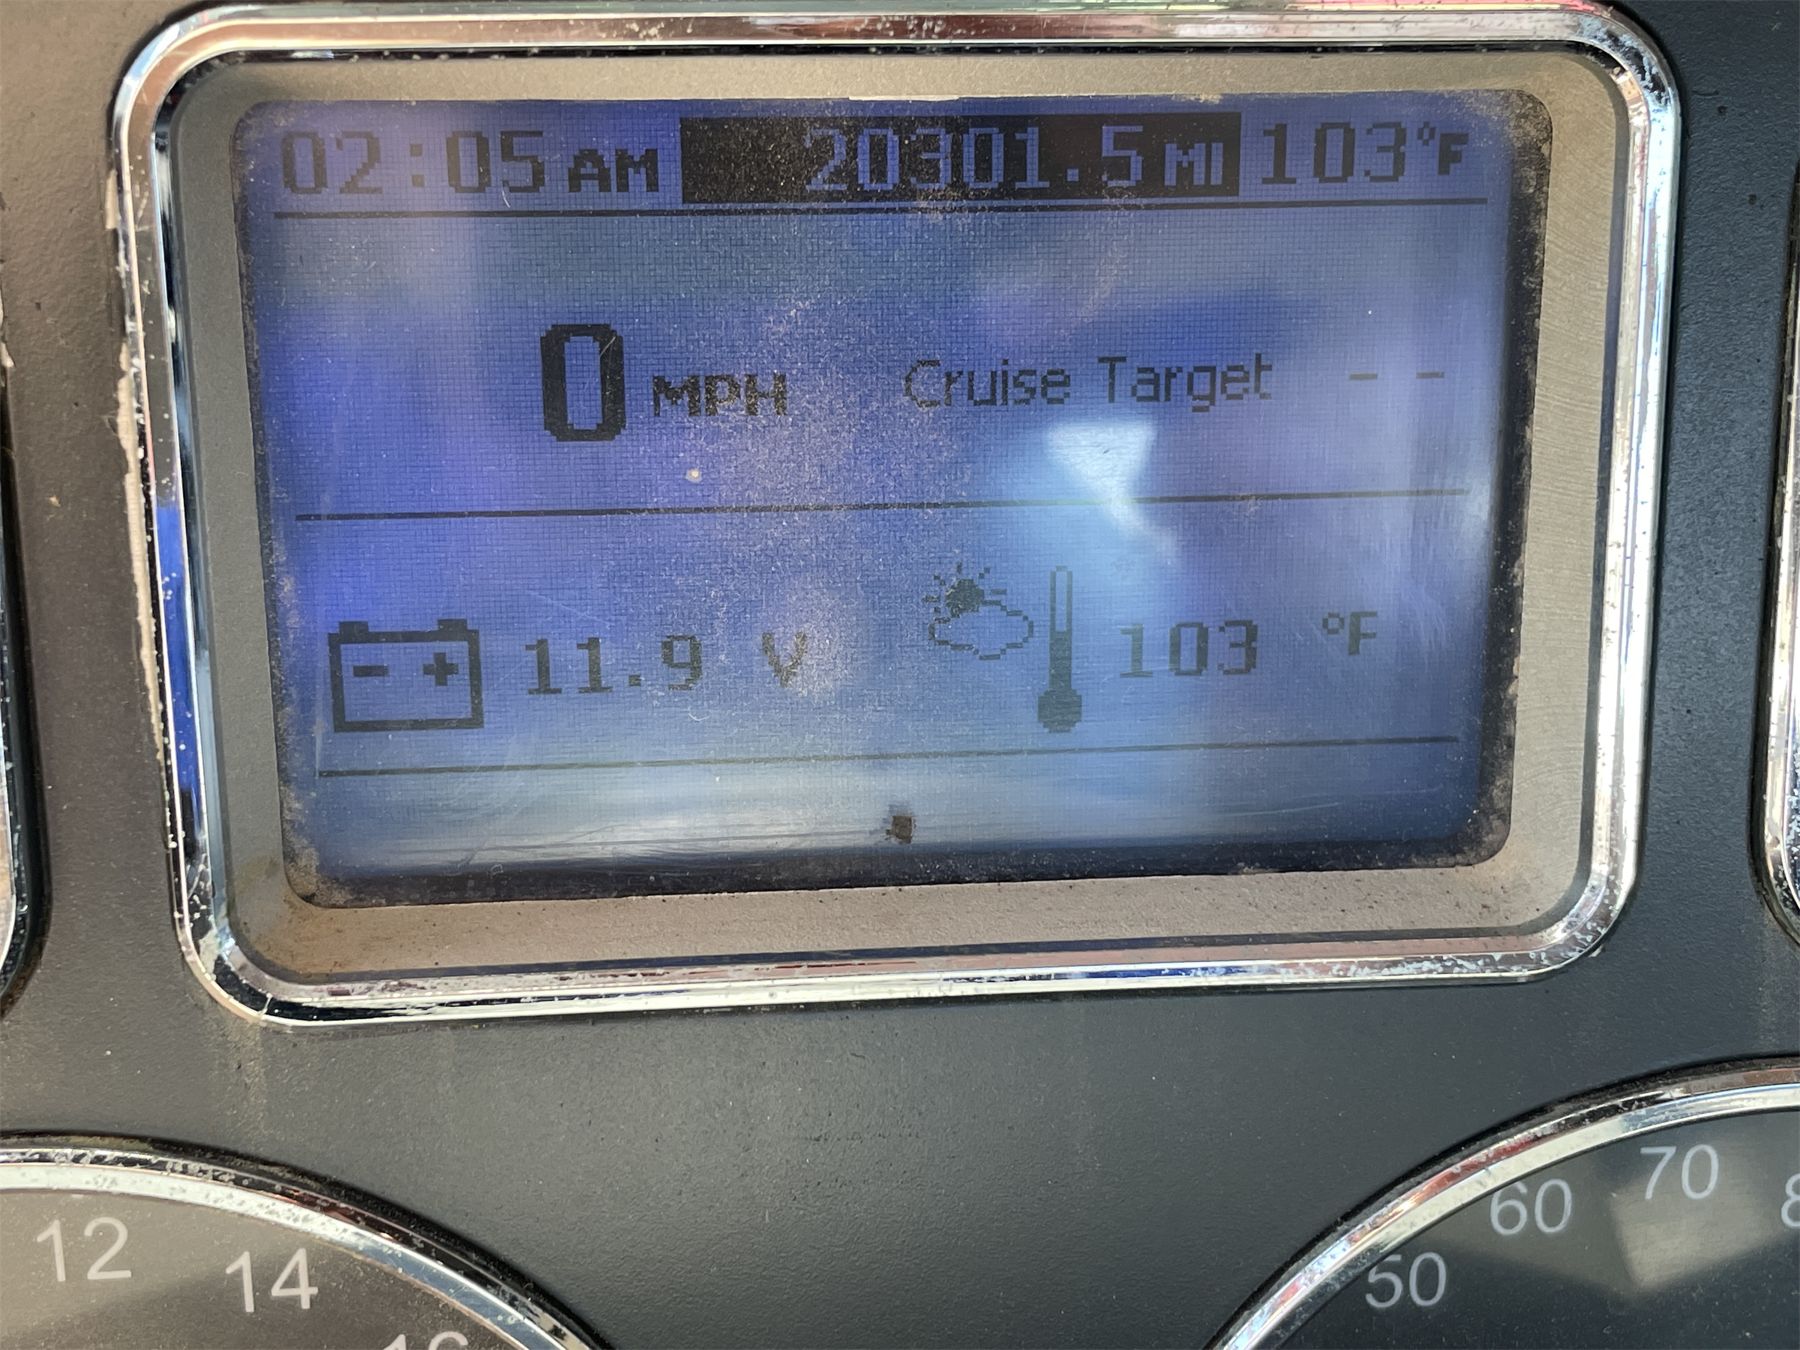 02:05 AM 20301.5 MI 103°F
0 MPH Cruise Target --
- + 11.9 V 103 °F
12 14
50 60 70